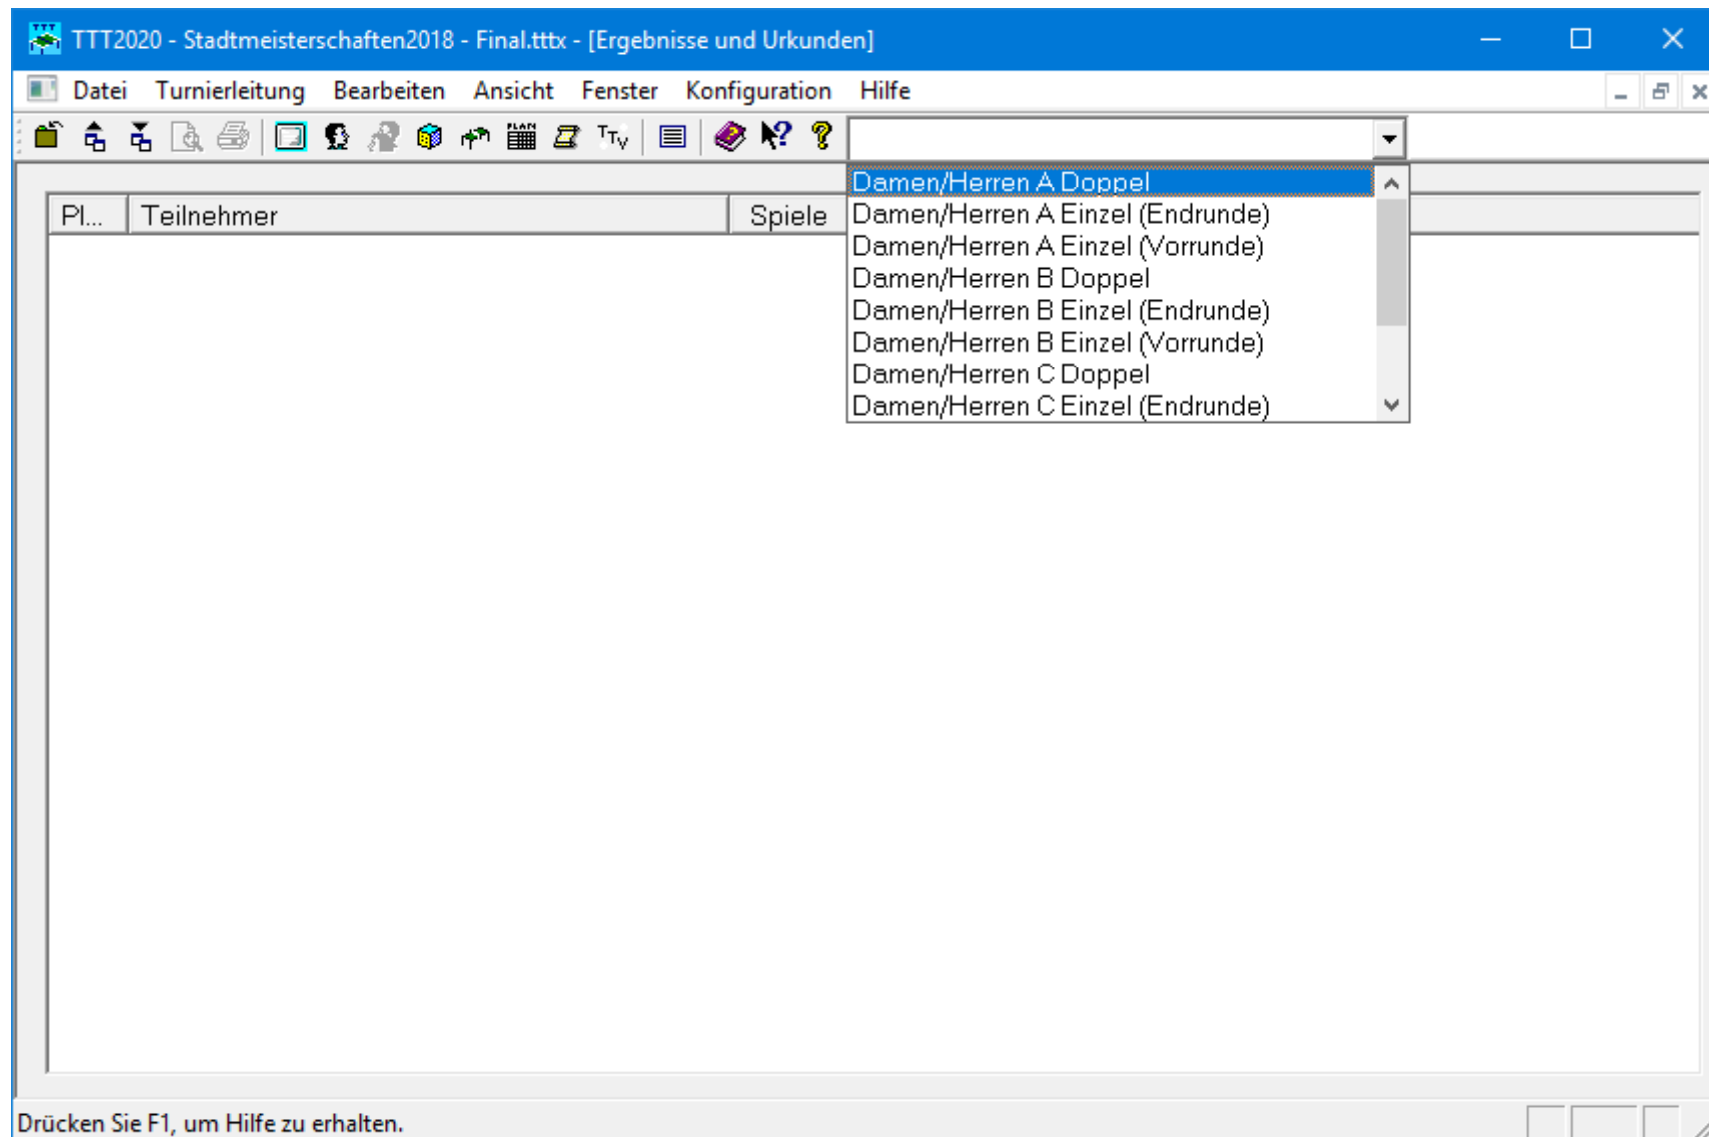 TTT2020 - Stadtmeisterschaften2018 - Final.tttx - [Ergebnisse und Urkunden]
Datei Turnierleitung Bearbeiten Ansicht Fenster Konfiguration Hilfe
PLAN TTV
Pl... Teilnehmer Spiele
Damen/Herren A Doppel
Damen/Herren A Einzel (Endrunde)
Damen/Herren A Einzel (Vorrunde)
Damen/Herren B Doppel
Damen/Herren B Einzel (Endrunde)
Damen/Herren B Einzel (Vorrunde)
Damen/Herren C Doppel
Damen/Herren C Einzel (Endrunde)
Drücken Sie F1, um Hilfe zu erhalten.